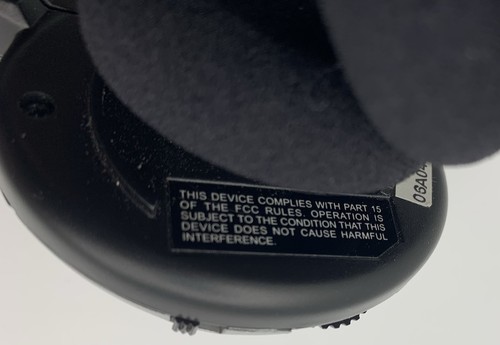 THIS DEVICE COMPLIES WITH PART 15
OF THE FCC RULES. OPERATION IS
SUBJECT TO THE CONDITION THAT THIS
DEVICE DOES NOT CAUSE HARMFUL
INTERFERENCE.